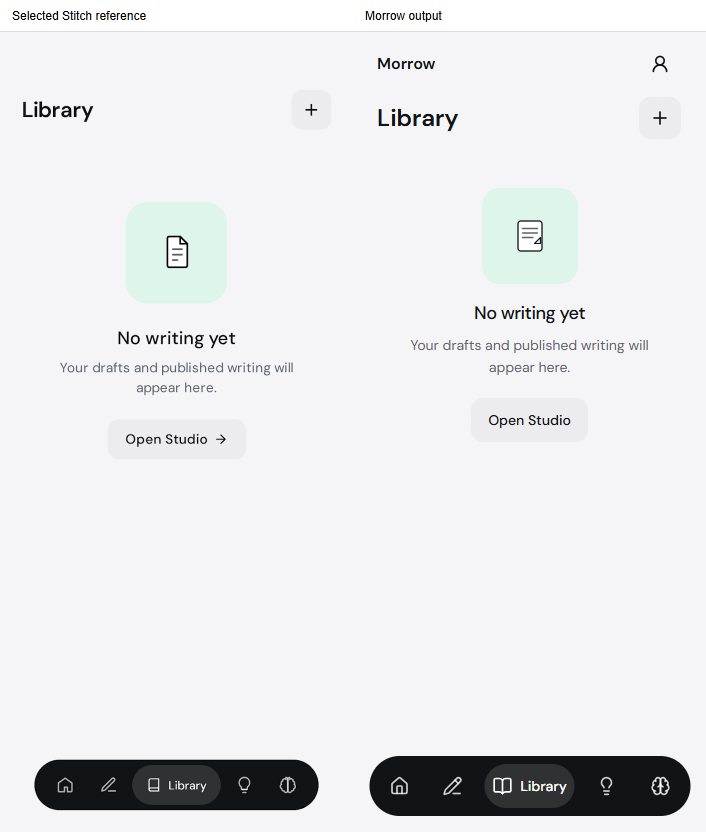 Selected Stitch reference
Library
No writing yet
Your drafts and published writing will
appear here.
Open Studio →
Library
Morrow output
Morrow
Library
No writing yet
Your drafts and published writing will
appear here.
Open Studio
Library